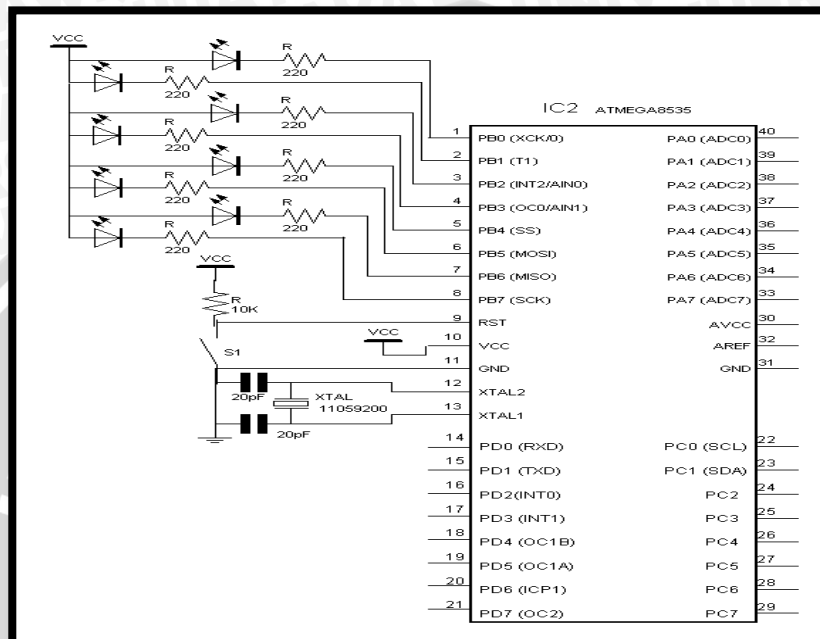 VCC
R
220
R
220
R
220
R
220
R
220
R
220
R
220
R
220
VCC
R
10K
S1
VCC
20pF
XTAL
11059200
20pF
IC2 ATMEGA8535
1 PB0 (XCK/0) PA0 (ADC0) 40
2 PB1 (T1) PA1 (ADC1) 39
3 PB2 (INT2/AIN0) PA2 (ADC2) 38
4 PB3 (OC0/AIN1) PA3 (ADC3) 37
5 PB4 (SS) PA4 (ADC4) 36
6 PB5 (MOSI) PA5 (ADC5) 35
7 PB6 (MISO) PA6 (ADC6) 34
8 PB7 (SCK) PA7 (ADC7) 33
9 RST AVCC 30
10 VCC AREF 32
11 GND GND 31
12 XTAL2
13 XTAL1
14 PD0 (RXD) PC0 (SCL) 22
15 PD1 (TXD) PC1 (SDA) 23
16 PD2(INT0) PC2 24
17 PD3 (INT1) PC3 25
18 PD4 (OC1B) PC4 26
19 PD5 (OC1A) PC5 27
20 PD6 (ICP1) PC6 28
21 PD7 (OC2) PC7 29